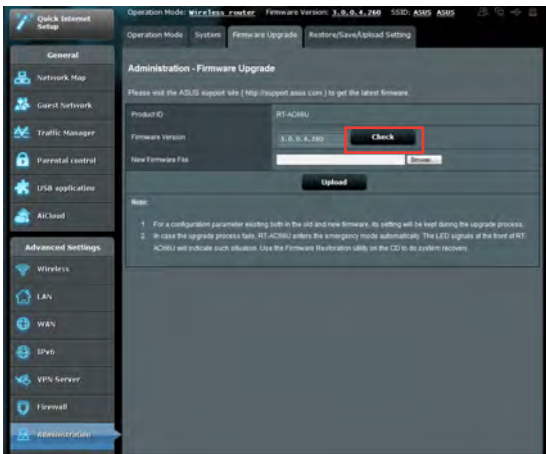 Quick Internet
Setup
Operation Mode: Wireless router Firmware Version: 3.0.0.4.260 SSID: ASUS ASUS
Operation Mode System Firmware Upgrade Restore/Save/Upload Setting
General
Network Map
Guest Network
Traffic Manager
Parental control
USB application
AiCloud
Advanced Settings
Wireless
LAN
WAN
IPv6
VPN Server
Firewall
Administration
Administration - Firmware Upgrade
Please visit the ASUS support site ( http://support.asus.com ) to get the latest firmware.
Product ID RT-AC66U
Firmware Version 3.0.0.4.260 Check
New Firmware File Browse...
Upload
Note:
1. For a configuration parameter existing both in the old and new firmware, its setting will be kept during the upgrade process.
2. In case the upgrade process fails, RT-AC66U enters the emergency mode automatically. The LED signals at the front of RT-
AC66U will indicate such situation. Use the Firmware Restoration utility on the CD to do system recovery.